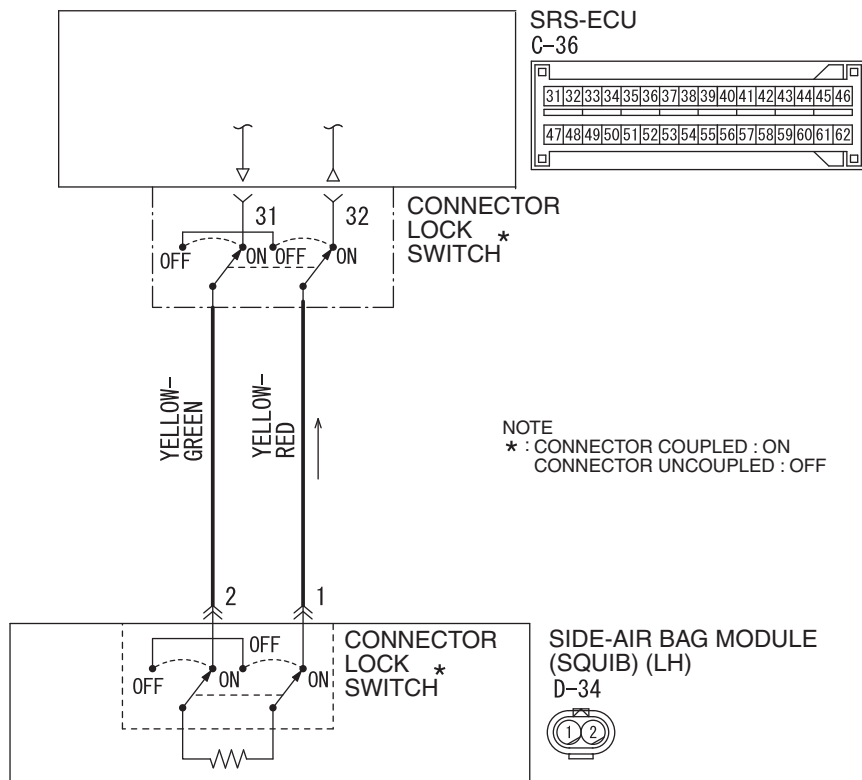 SRS-ECU
C-36
31 32 33 34 35 36 37 38 39 40 41 42 43 44 45 46
47 48 49 50 51 52 53 54 55 56 57 58 59 60 61 62
31 32
CONNECTOR
LOCK
SWITCH *
OFF ON OFF ON
YELLOW-
GREEN
YELLOW-
RED
NOTE
* : CONNECTOR COUPLED : ON
CONNECTOR UNCOUPLED : OFF
2 1
OFF ON OFF ON
CONNECTOR
LOCK
SWITCH *
SIDE-AIR BAG MODULE
(SQUIB) (LH)
D-34
1 2